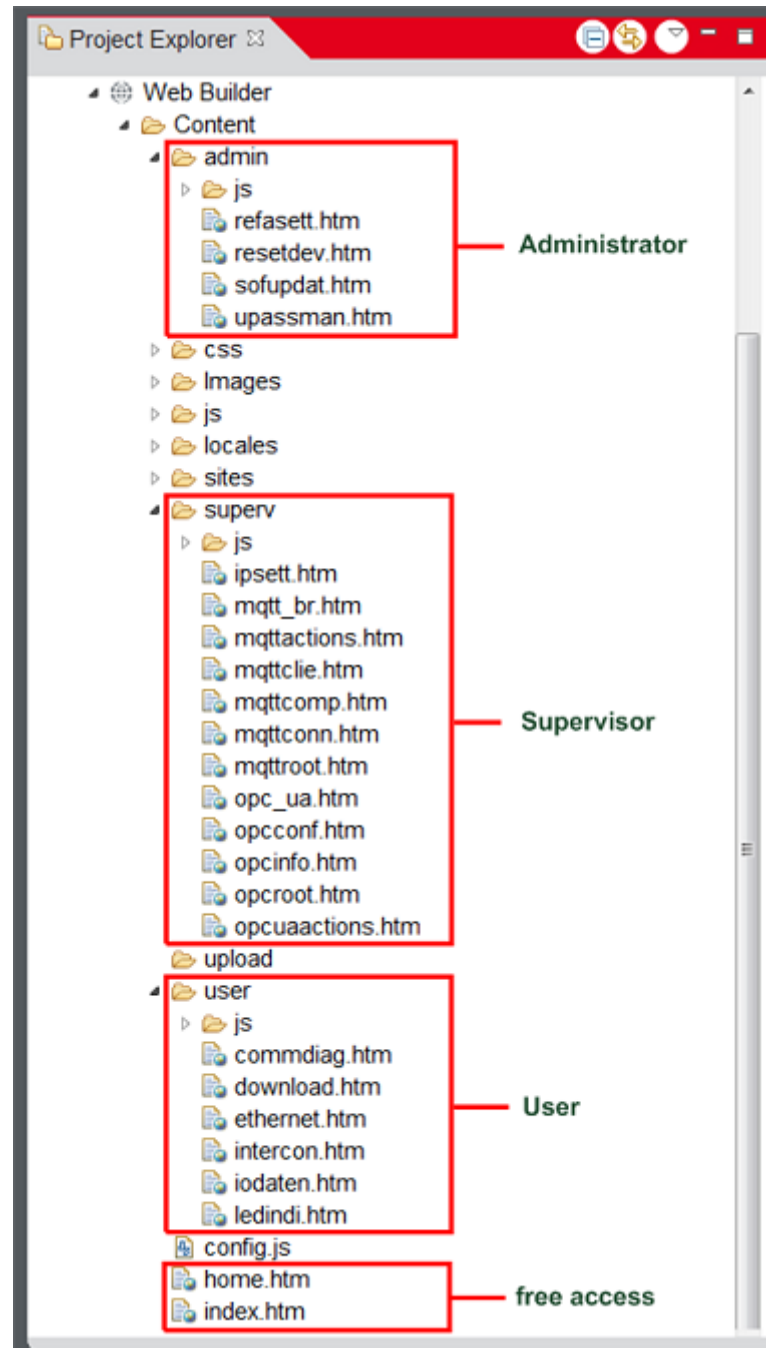 Project Explorer
Web Builder
Content
admin
js
refasett.htm
resetdev.htm
sofupdat.htm
upassman.htm
Administrator
css
Images
js
locales
sites
superv
js
ipsett.htm
mqtt_br.htm
mqttactions.htm
mqttclie.htm
mqttcomp.htm
mqttconn.htm
mqttroot.htm
opc_ua.htm
opcconf.htm
opcinfo.htm
opcroot.htm
opcuaactions.htm
Supervisor
upload
user
js
commdiag.htm
download.htm
ethernet.htm
intercon.htm
iodaten.htm
ledindi.htm
User
config.js
home.htm
index.htm
free access